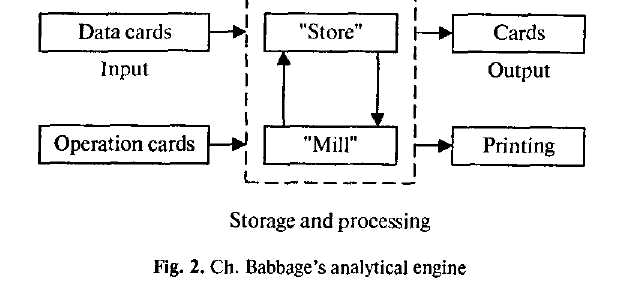 Data cards "Store" Cards
Input Output
Operation cards "Mill" Printing
Storage and processing
Fig. 2. Ch. Babbage's analytical engine